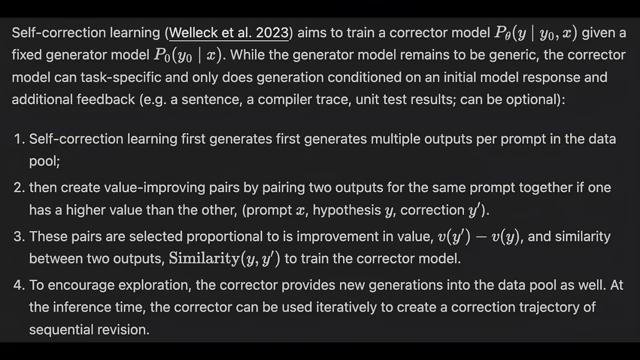 Self-correction learning (Welleck et al. 2023) aims to train a corrector model P_θ(y | y_0, x) given a
fixed generator model P_0(y_0 | x). While the generator model remains to be generic, the corrector
model can task-specific and only does generation conditioned on an initial model response and
additional feedback (e.g. a sentence, a compiler trace, unit test results; can be optional):
1. Self-correction learning first generates first generates multiple outputs per prompt in the data
pool;
2. then create value-improving pairs by pairing two outputs for the same prompt together if one
has a higher value than the other, (prompt x, hypothesis y, correction y′).
3. These pairs are selected proportional to is improvement in value, v(y′) − v(y), and similarity
between two outputs, Similarity(y, y′) to train the corrector model.
4. To encourage exploration, the corrector provides new generations into the data pool as well. At
the inference time, the corrector can be used iteratively to create a correction trajectory of
sequential revision.